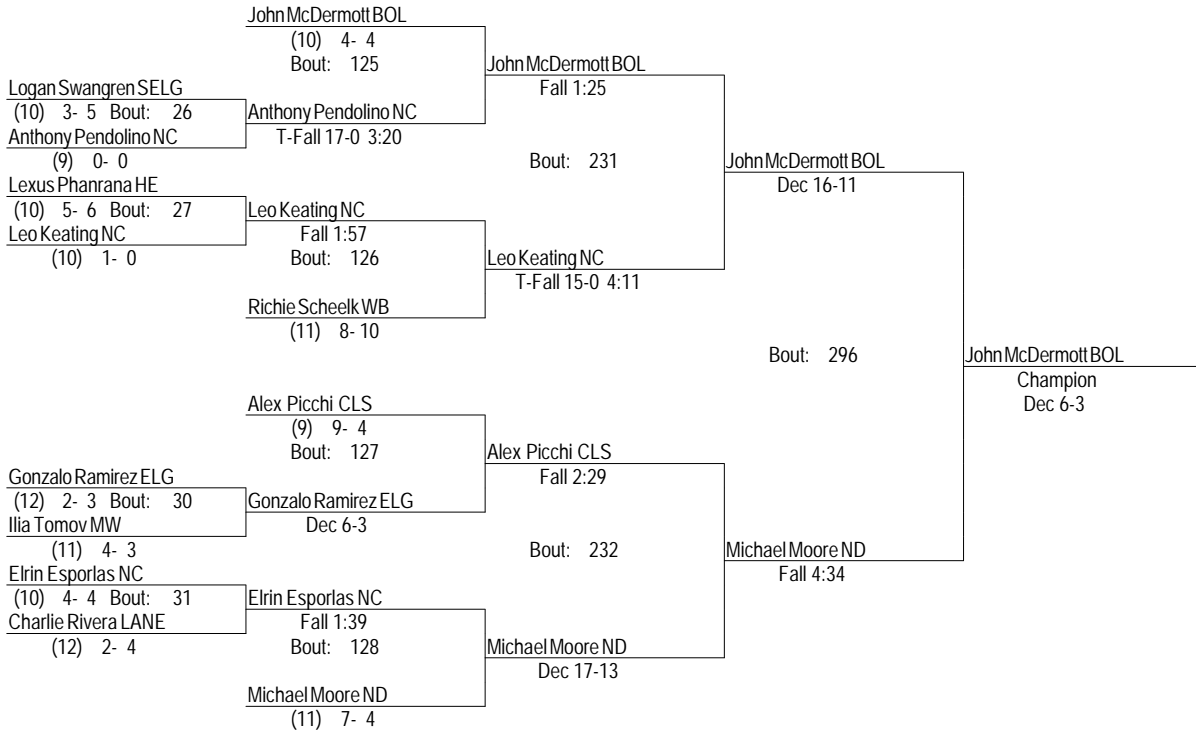 John McDermott BOL
(10) 4- 4
Bout: 125
John McDermott BOL
Fall 1:25
Logan Swangren SELG
(10) 3- 5 Bout: 26
Anthony Pendolino NC
T-Fall 17-0 3:20
Anthony Pendolino NC
(9) 0- 0
Bout: 231
John McDermott BOL
Dec 16-11
Lexus Phanrana HE
(10) 5- 6 Bout: 27
Leo Keating NC
Fall 1:57
Leo Keating NC
(10) 1- 0
Bout: 126
Leo Keating NC
T-Fall 15-0 4:11
Richie Scheelk WB
(11) 8- 10
Bout: 296
John McDermott BOL
Champion
Dec 6-3
Alex Picchi CLS
(9) 9- 4
Bout: 127
Alex Picchi CLS
Fall 2:29
Gonzalo Ramirez ELG
(12) 2- 3 Bout: 30
Gonzalo Ramirez ELG
Dec 6-3
Ilia Tomov MW
(11) 4- 3
Bout: 232
Michael Moore ND
Fall 4:34
Elrin Esporlas NC
(10) 4- 4 Bout: 31
Elrin Esporlas NC
Fall 1:39
Charlie Rivera LANE
(12) 2- 4
Bout: 128
Michael Moore ND
Dec 17-13
Michael Moore ND
(11) 7- 4